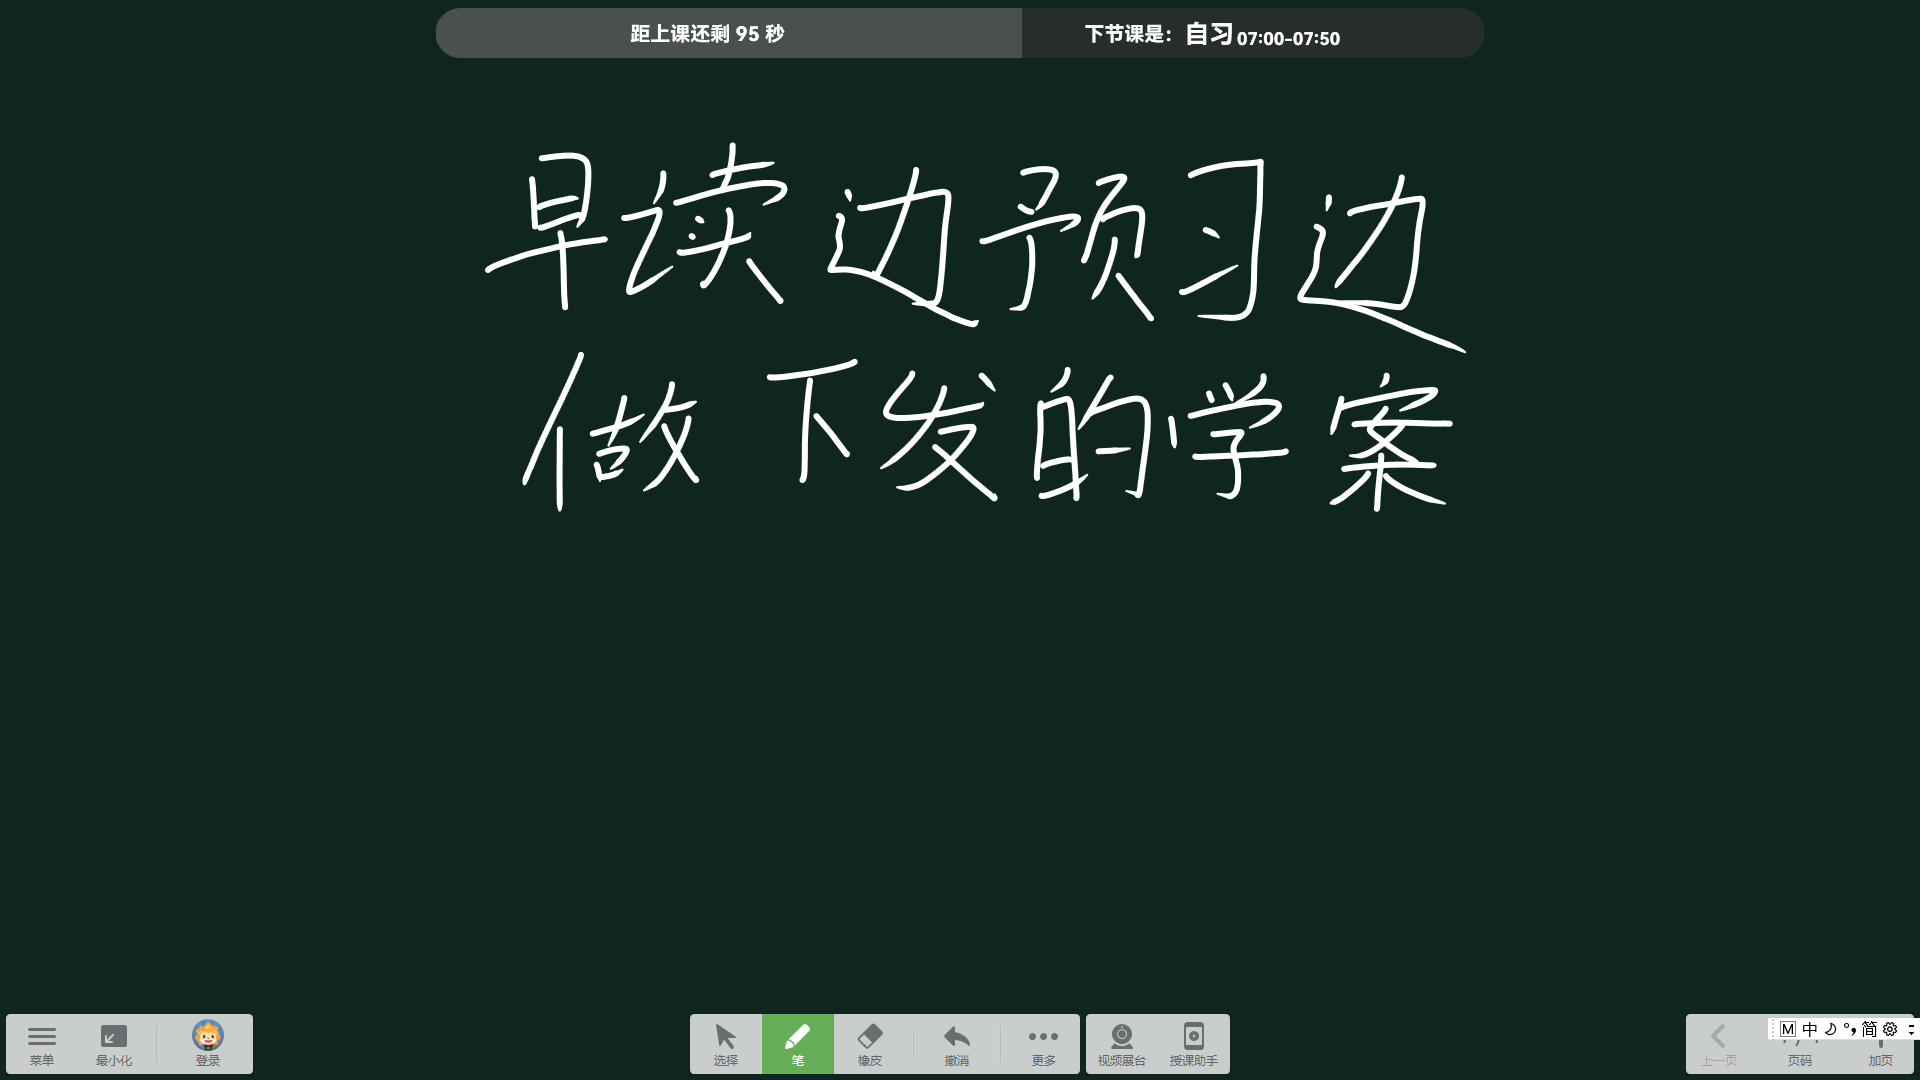 距上课还剩 95 秒 下节课是：自习 07:00-07:50
早读边预习边
做下发的学案
菜单 最小化 登录 选择 笔 橡皮 撤消 更多 视频展台 授课助手 上一页 页码 加页
M 中 简